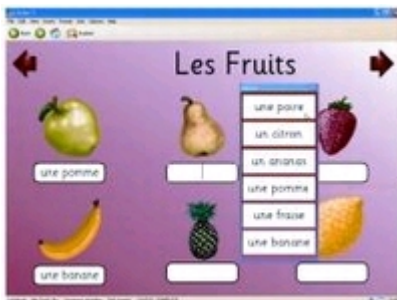 Les Fruits
une poire
un citron
un ananas
une pomme
une fraise
une banane
une pomme
une banane